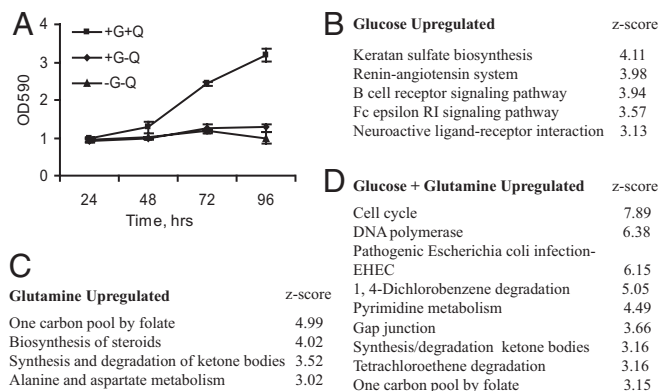 A
+G+Q
+G-Q
-G-Q
OD590
4
3
2
1
0
24 48 72 96
Time, hrs
B Glucose Upregulated z-score
Keratan sulfate biosynthesis 4.11
Renin-angiotensin system 3.98
B cell receptor signaling pathway 3.94
Fc epsilon RI signaling pathway 3.57
Neuroactive ligand-receptor interaction 3.13
C
Glutamine Upregulated z-score
One carbon pool by folate 4.99
Biosynthesis of steroids 4.02
Synthesis and degradation of ketone bodies 3.52
Alanine and aspartate metabolism 3.02
D Glucose + Glutamine Upregulated z-score
Cell cycle 7.89
DNA polymerase 6.38
Pathogenic Escherichia coli infection-
EHEC 6.15
1, 4-Dichlorobenzene degradation 5.05
Pyrimidine metabolism 4.49
Gap junction 3.66
Synthesis/degradation ketone bodies 3.16
Tetrachloroethene degradation 3.16
One carbon pool by folate 3.15